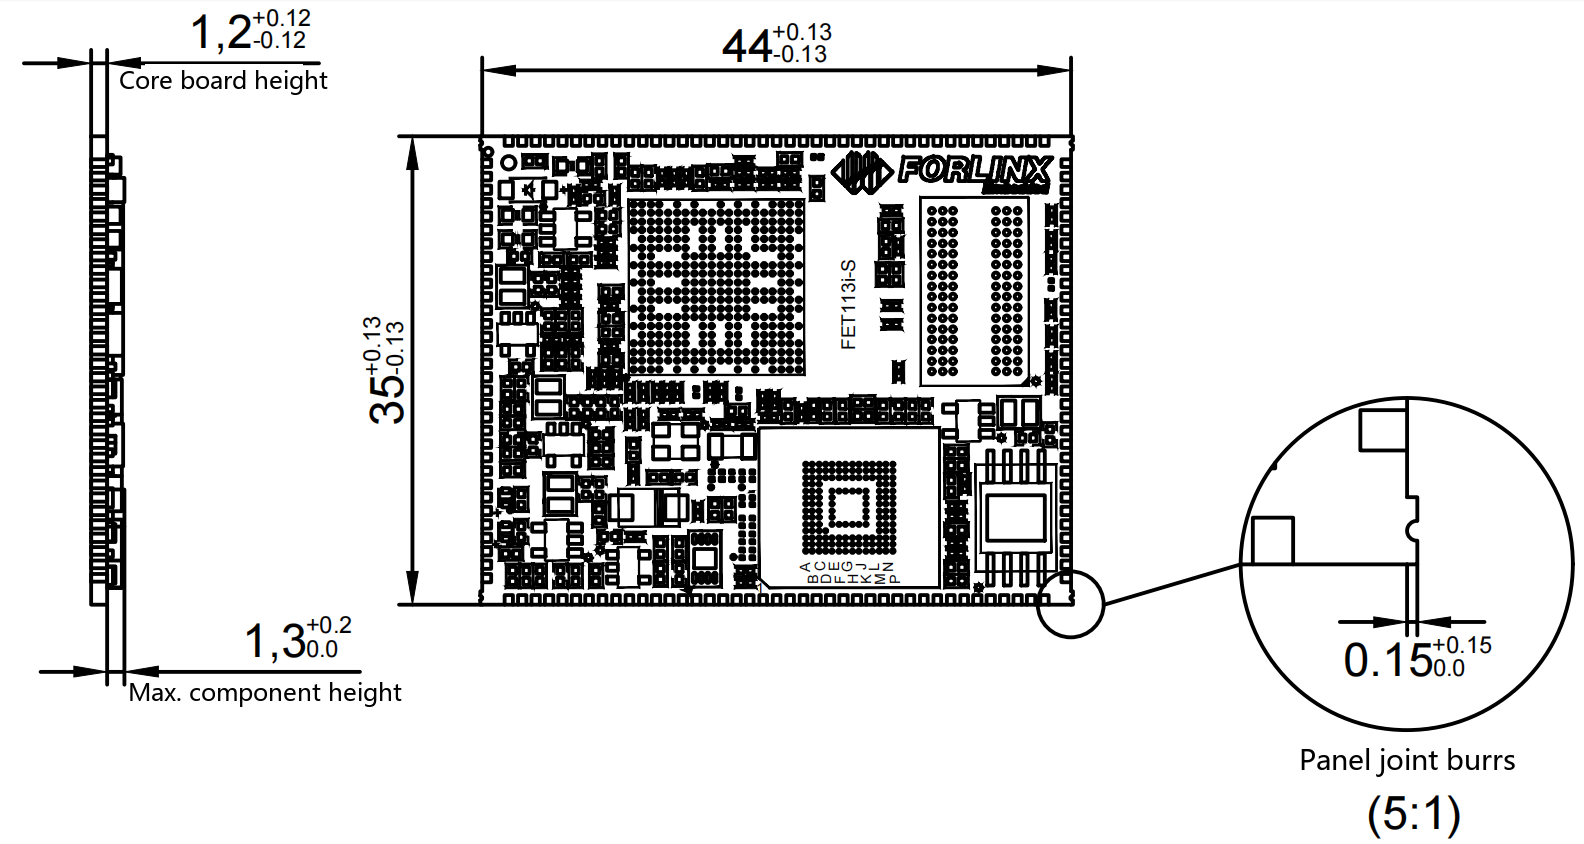 1,2 +0.12 -0.12
Core board height
44 +0.13 -0.13
FORLINX
Embedded
FET113i-S
35 +0.13 -0.13
A C E G J L N
B D F H K M P
1
1,3 +0.2 0.0
Max. component height
0.15 +0.15 0.0
Panel joint burrs
(5:1)